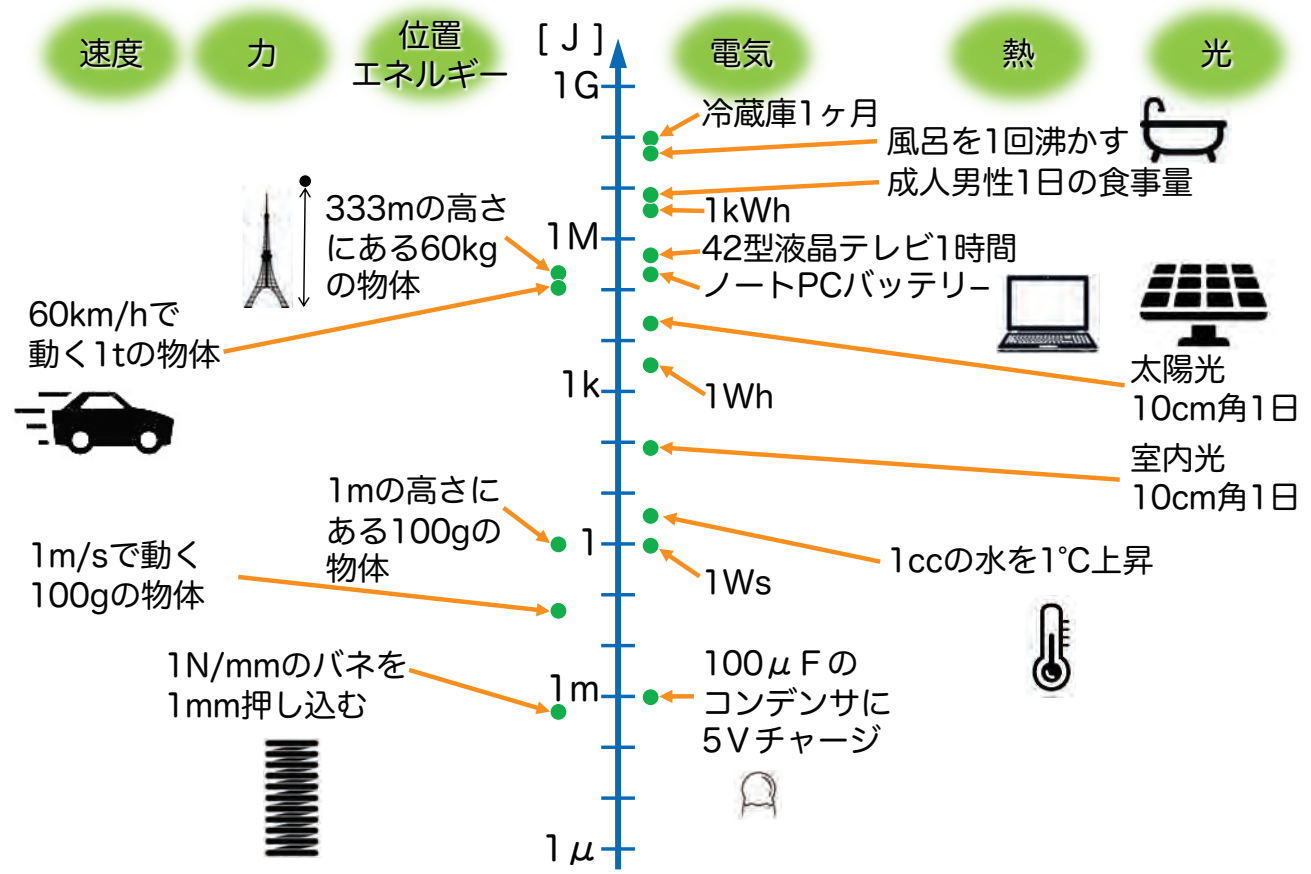 速度
力
位置
エネルギー
[ J ]
電気
熱
光
1G
冷蔵庫1ヶ月
風呂を1回沸かす
成人男性1日の食事量
1kWh
333mの高さ
にある60kg
の物体
1M
42型液晶テレビ1時間
ノートPCバッテリー
60km/hで
動く1tの物体
太陽光
10cm角1日
1k
1Wh
室内光
10cm角1日
1mの高さに
ある100gの
物体
1
1ccの水を1℃上昇
1m/sで動く
100gの物体
1Ws
1N/mmのバネを
1mm押し込む
1m
100μFの
コンデンサに
5Vチャージ
1μ